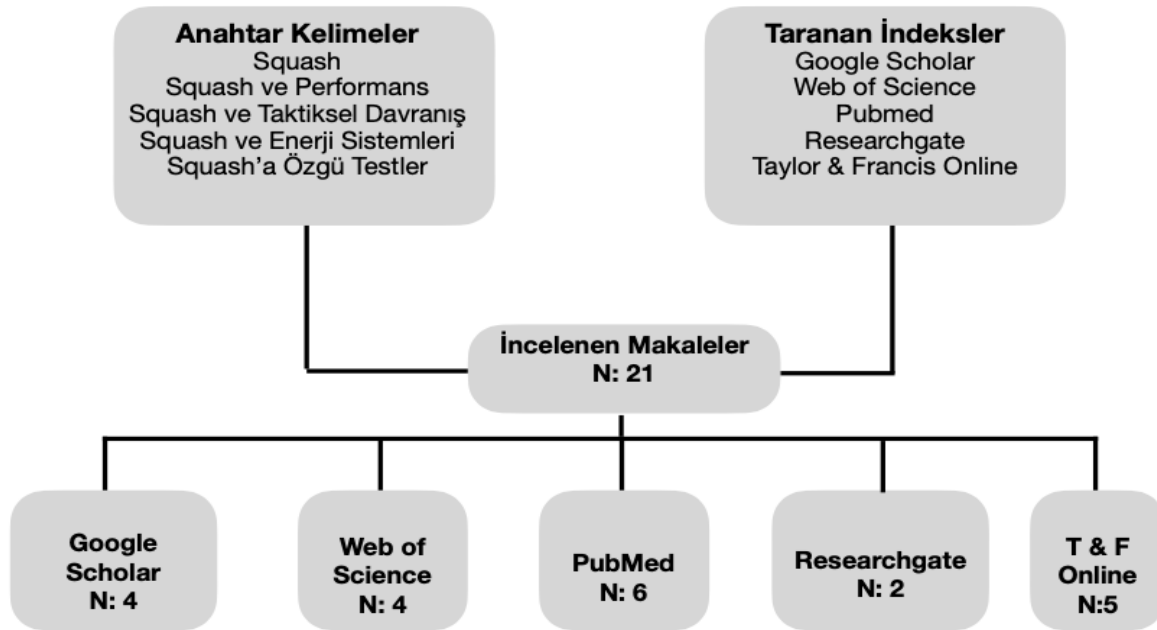 Anahtar Kelimeler
Squash
Squash ve Performans
Squash ve Taktiksel Davranış
Squash ve Enerji Sistemleri
Squash'a Özgü Testler
Taranan İndeksler
Google Scholar
Web of Science
Pubmed
Researchgate
Taylor & Francis Online
İncelenen Makaleler
N: 21
Google
Scholar
N: 4
Web of
Science
N: 4
PubMed
N: 6
Researchgate
N: 2
T & F
Online
N:5